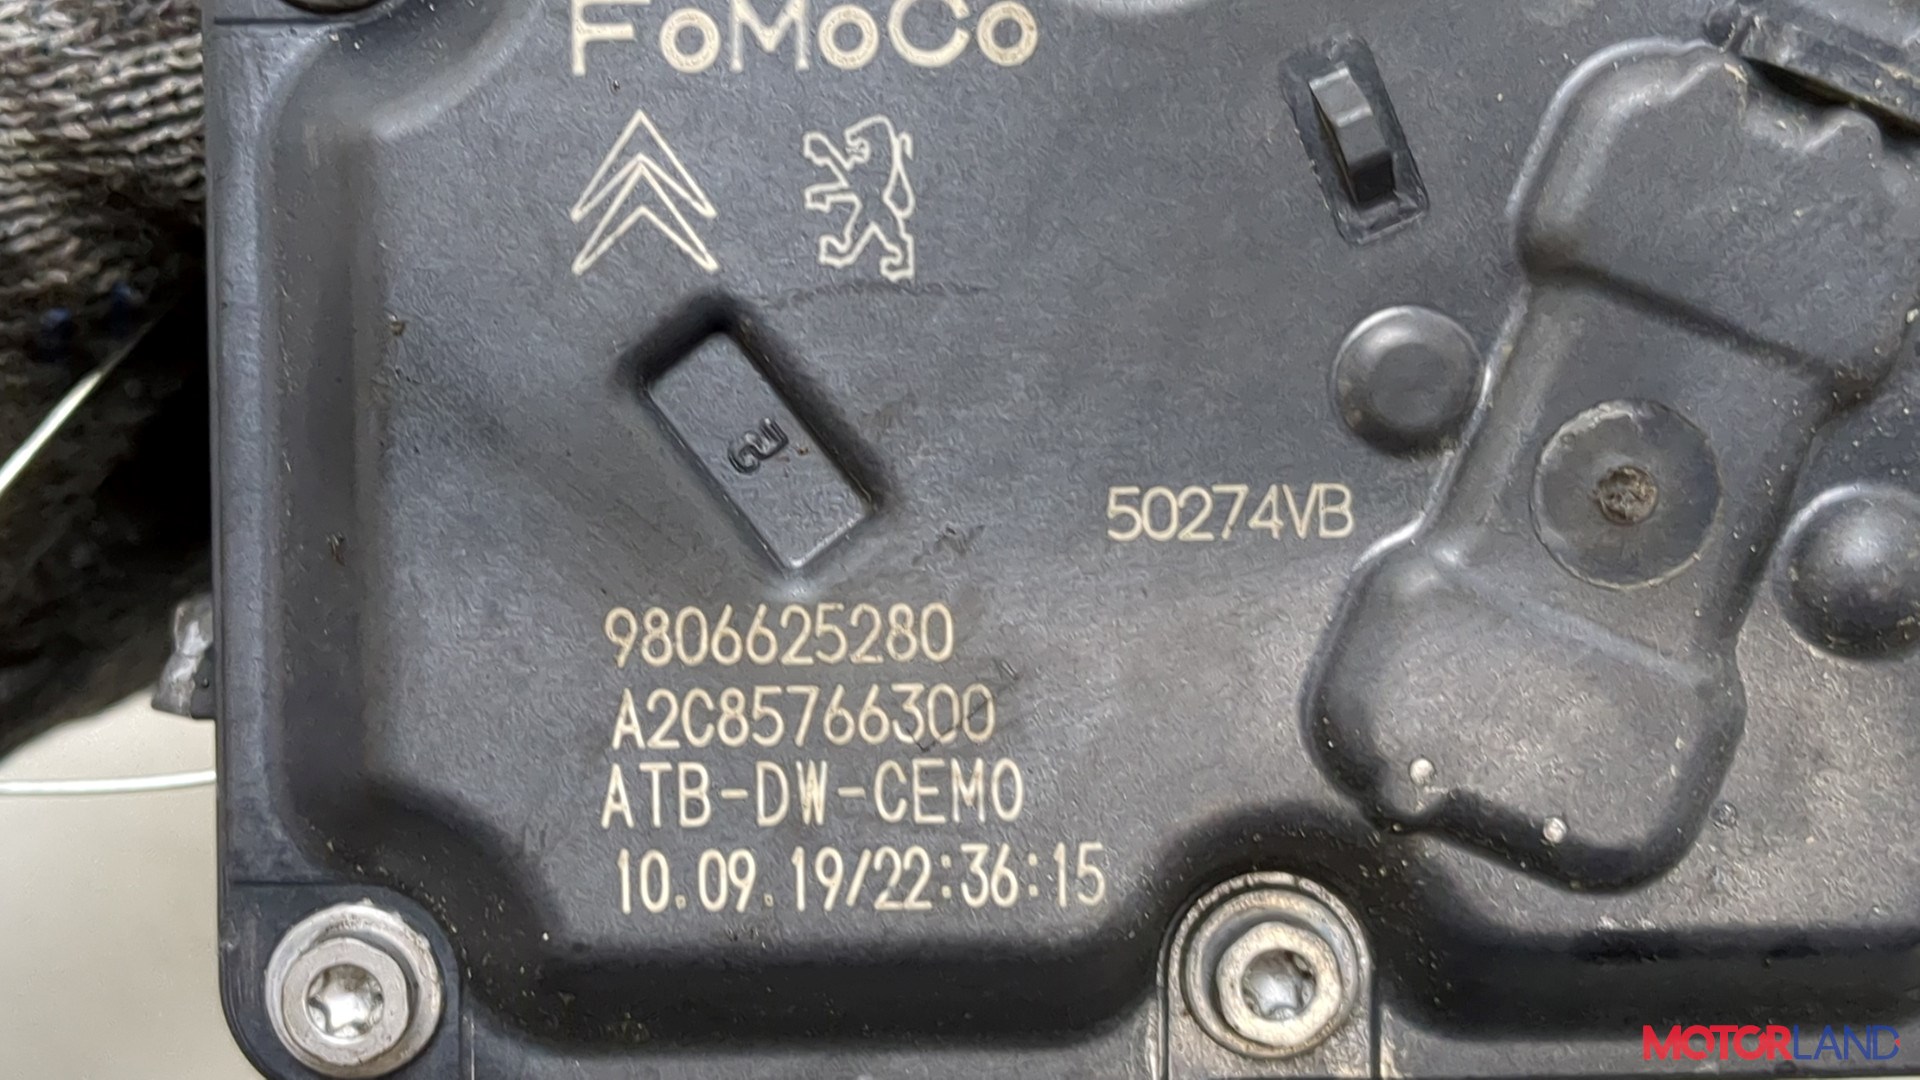 FoMoCo
50274VB
9806625280
A2C85766300
ATB-DW-CEMO
10.09.19/22:36:15
MOTORLAND